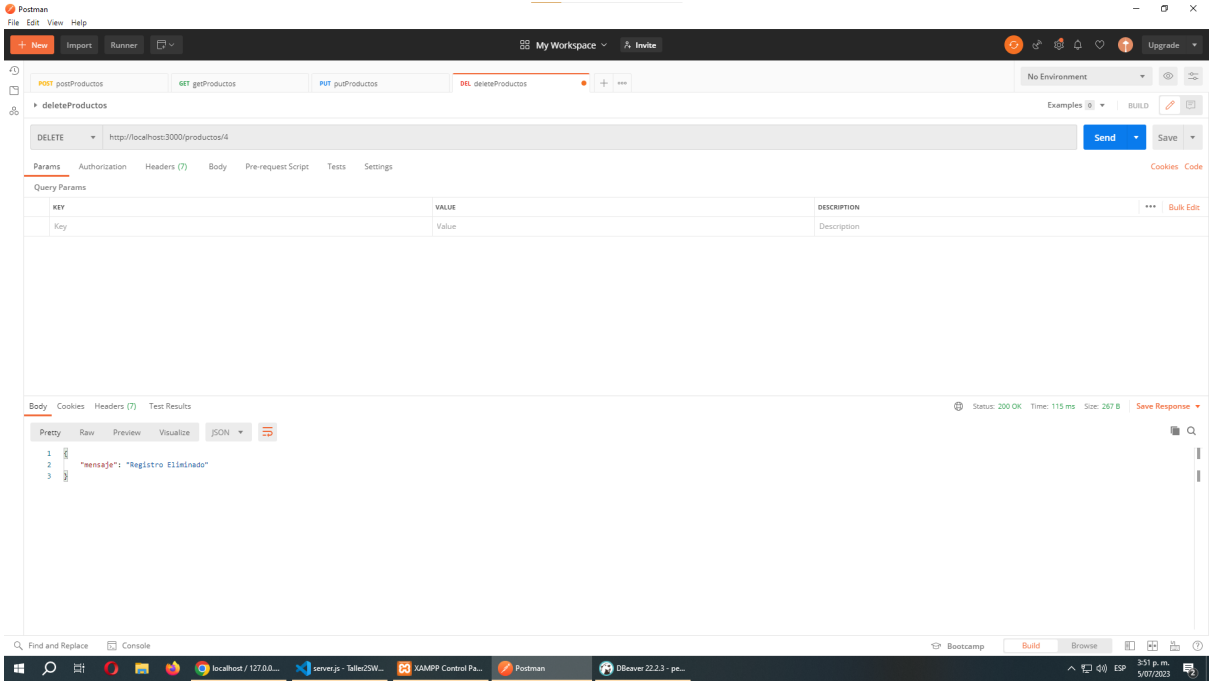 Postman
File Edit View Help
+ New Import Runner My Workspace Invite Upgrade
POST postProductos GET getProductos PUT putProductos DEL deleteProductos No Environment
deleteProductos Examples 0 BUILD
DELETE http://localhost:3000/productos/4 Send Save
Params Authorization Headers (7) Body Pre-request Script Tests Settings Cookies Code
Query Params
KEY VALUE DESCRIPTION Bulk Edit
Key Value Description
Body Cookies Headers (7) Test Results Status: 200 OK Time: 115 ms Size: 267 B Save Response
Pretty Raw Preview Visualize JSON
1 {
2 "mensaje": "Registro Eliminado"
3 }
Find and Replace Console Bootcamp Build Browse
localhost / 127.0.0.... server.js - Taller2SW... XAMPP Control Pa... Postman DBeaver 22.2.3 - pe... ESP 3:51 p. m.
5/07/2023
2